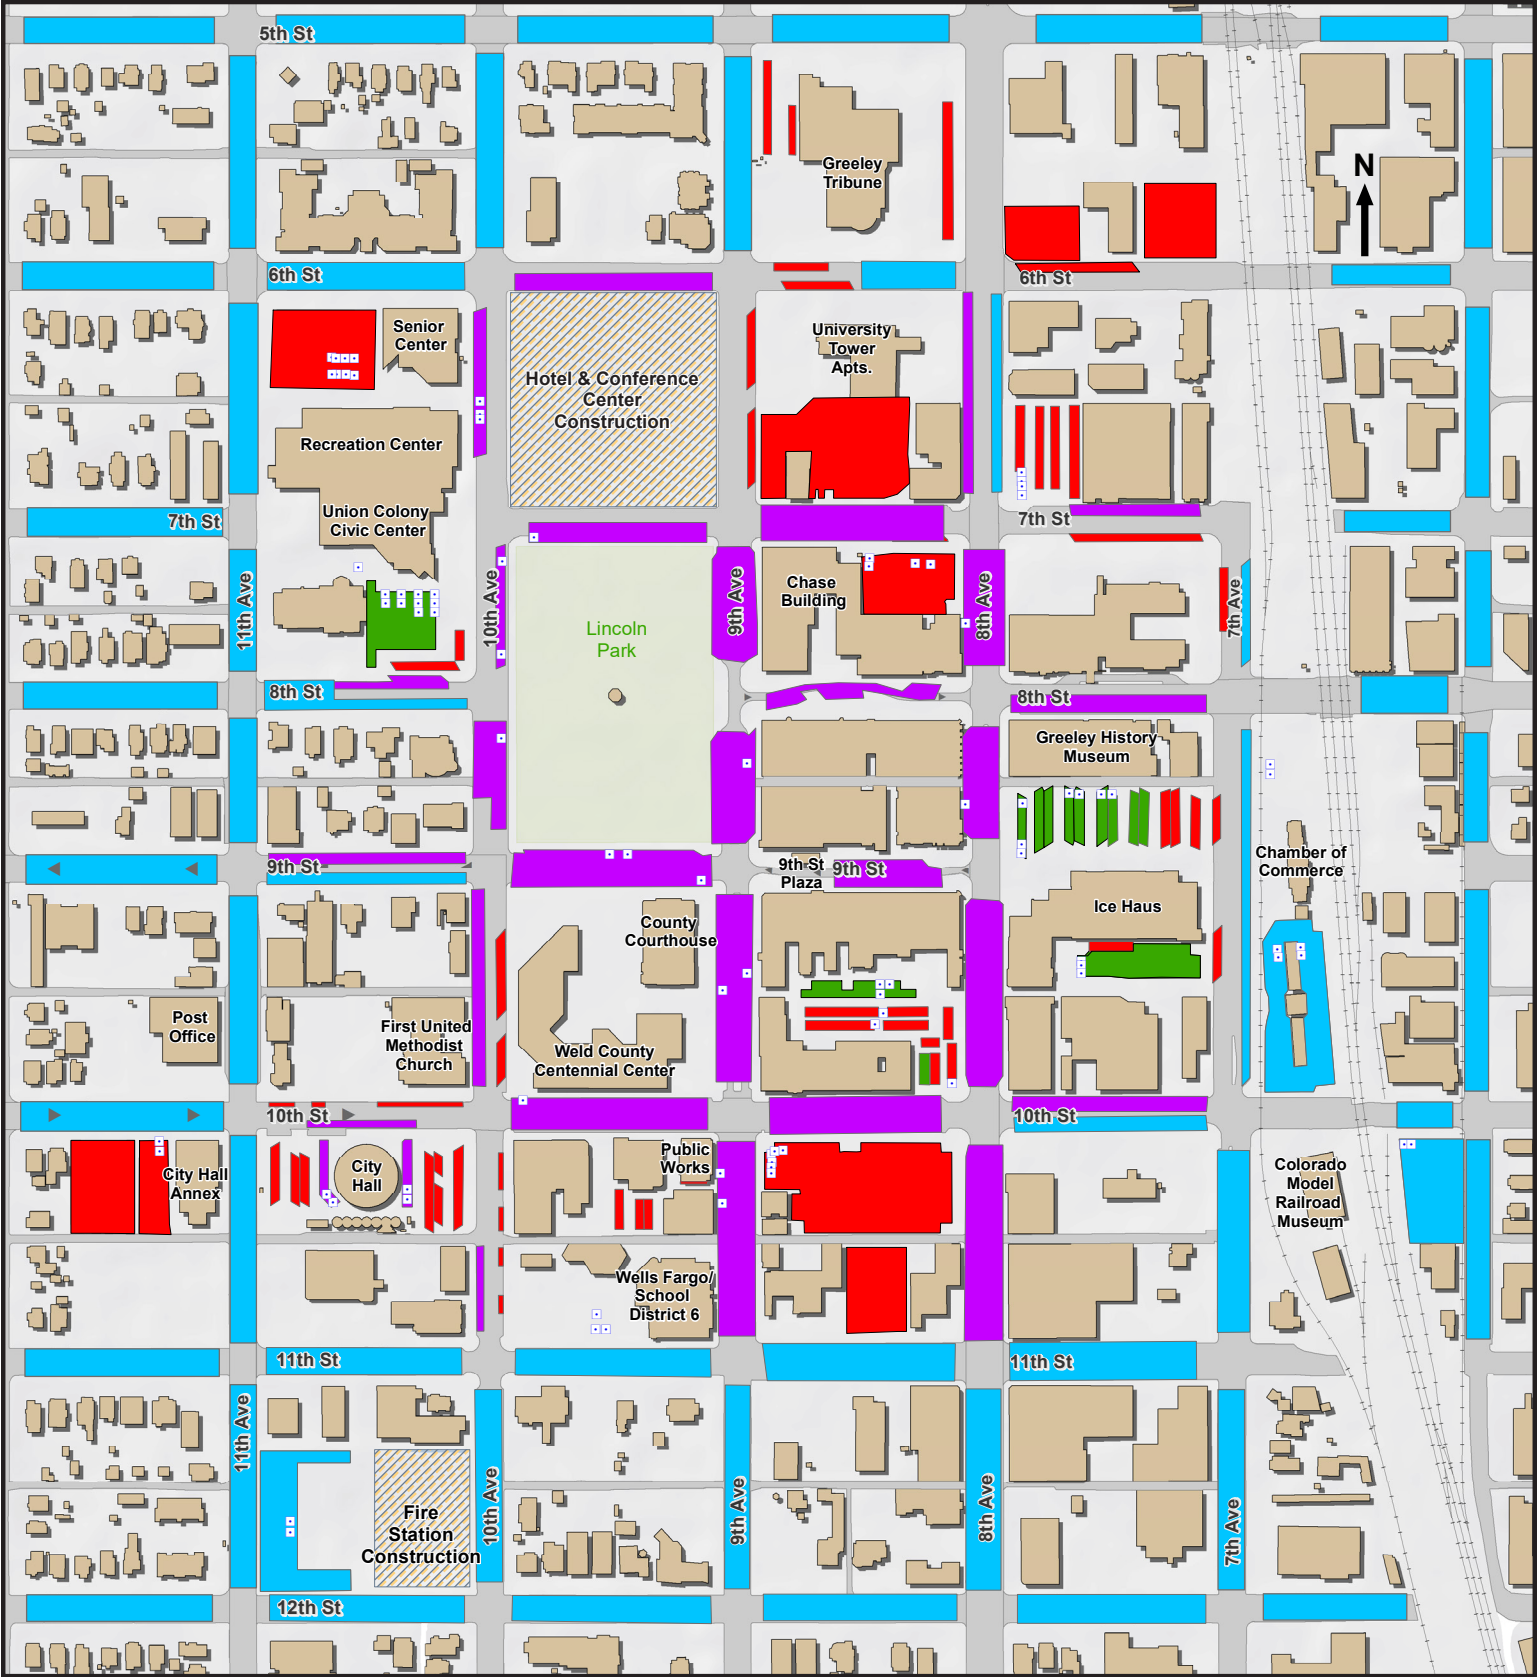 5th St
Greeley
Tribune
N
6th St
6th St
Senior
Center
University
Tower
Apts.
Hotel & Conference
Center
Construction
Recreation Center
Union Colony
Civic Center
7th St
7th St
11th Ave
10th Ave
9th Ave
Chase
Building
8th Ave
7th Ave
Lincoln
Park
8th St
8th St
Greeley History
Museum
9th St
9th St
Plaza
9th St
Chamber of
Commerce
Ice Haus
County
Courthouse
Post
Office
First United
Methodist
Church
Weld County
Centennial Center
10th St
10th St
City Hall
Annex
City
Hall
Public
Works
Colorado
Model
Railroad
Museum
Wells Fargo/
School
District 6
11th St
11th St
11th Ave
10th Ave
9th Ave
8th Ave
7th Ave
Fire
Station
Construction
12th St